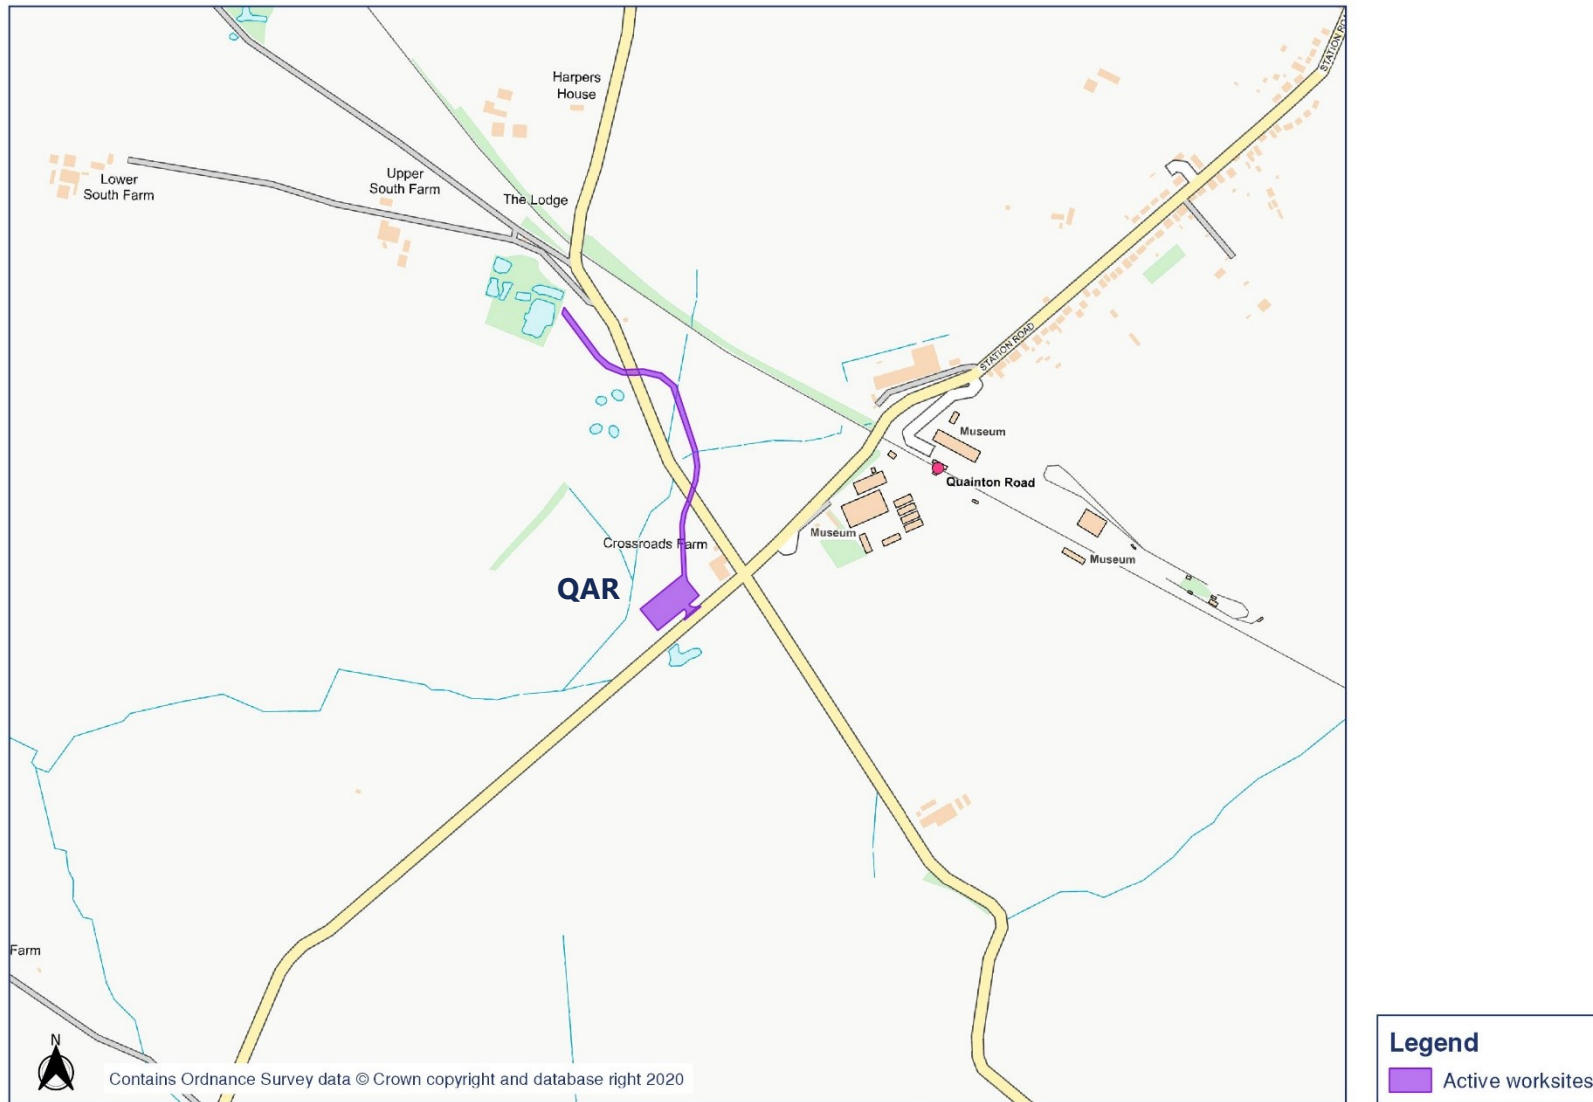 STATION ROA
Harpers
House
Lower
South Farm
Upper
South Farm
The Lodge
STATION ROAD
Museum
Quainton Road
Museum
Crossroads Farm
Museum
QAR
Farm
N
Contains Ordnance Survey data © Crown copyright and database right 2020
Legend
Active worksites